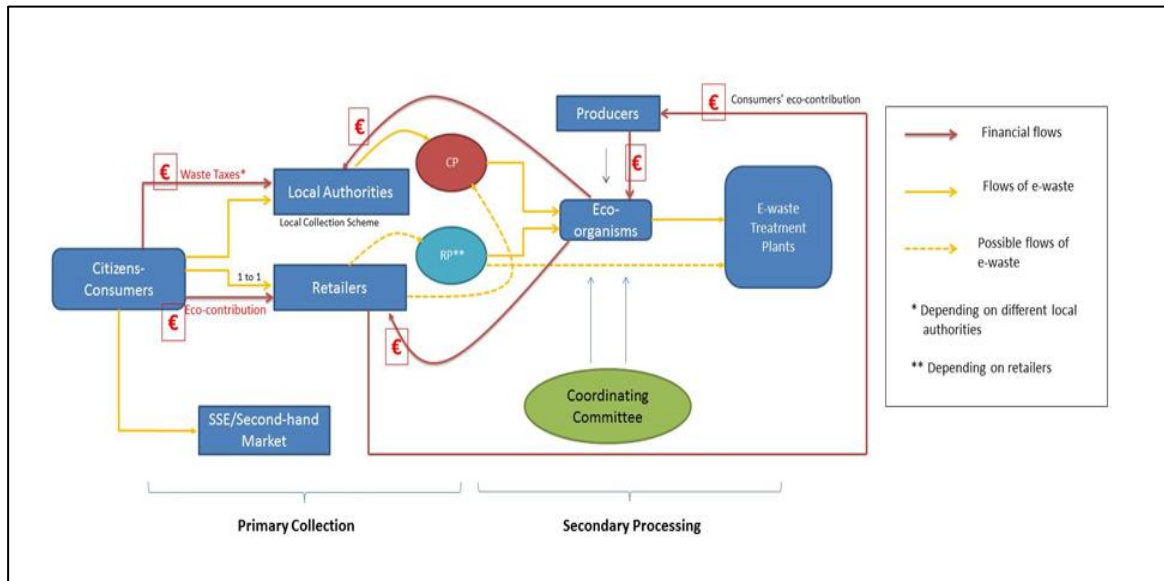 €
Consumers' eco-contribution
Producers
€
€
€
Waste Taxes*
Local Authorities
Local Collection Scheme
CP
Eco-
organisms
E-waste
Treatment
Plants
Citizens-
Consumers
1 to 1
Retailers
RP**
€
Eco-contribution
€
SSE/Second-hand
Market
Coordinating
Committee
Primary Collection
Secondary Processing
Financial flows
Flows of e-waste
Possible flows of
e-waste
* Depending on different local
authorities
** Depending on retailers